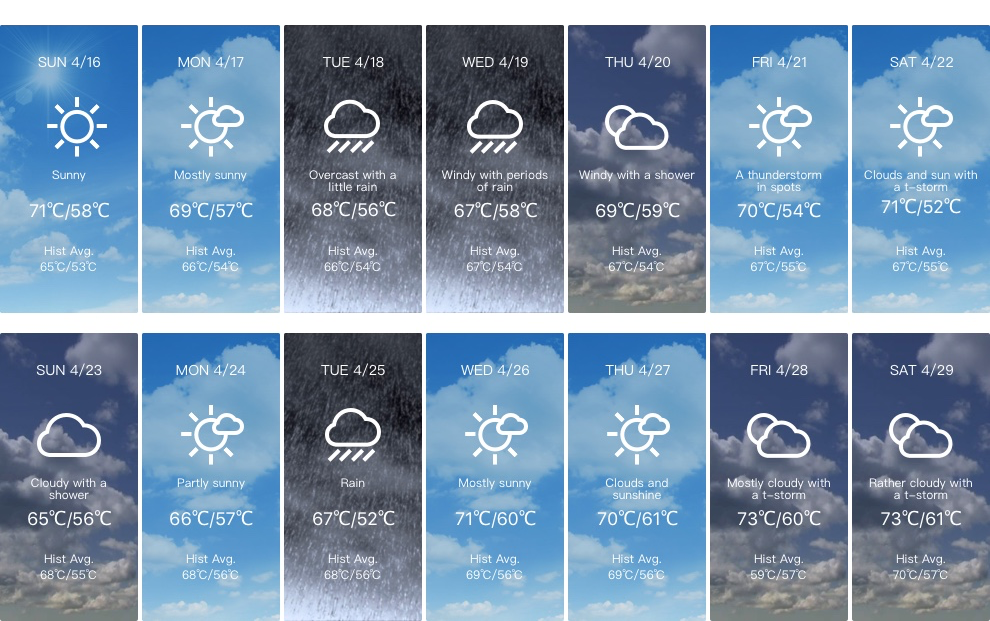 SUN 4/16
Sunny
71℃/58℃
Hist Avg.
65℃/53℃
MON 4/17
Mostly sunny
69℃/57℃
Hist Avg.
66℃/54℃
TUE 4/18
Overcast with a
little rain
68℃/56℃
Hist Avg.
66℃/54℃
WED 4/19
Windy with periods
of rain
67℃/58℃
Hist Avg.
67℃/54℃
THU 4/20
Windy with a shower
69℃/59℃
Hist Avg.
67℃/54℃
FRI 4/21
A thunderstorm
in spots
70℃/54℃
Hist Avg.
67℃/55℃
SAT 4/22
Clouds and sun with
a t-storm
71℃/52℃
Hist Avg.
67℃/55℃
SUN 4/23
Cloudy with a
shower
65℃/56℃
Hist Avg.
68℃/55℃
MON 4/24
Partly sunny
66℃/57℃
Hist Avg.
68℃/56℃
TUE 4/25
Rain
67℃/52℃
Hist Avg.
68℃/56℃
WED 4/26
Mostly sunny
71℃/60℃
Hist Avg.
69℃/56℃
THU 4/27
Clouds and
sunshine
70℃/61℃
Hist Avg.
69℃/56℃
FRI 4/28
Mostly cloudy with
a t-storm
73℃/60℃
Hist Avg.
59℃/57℃
SAT 4/29
Rather cloudy with
a t-storm
73℃/61℃
Hist Avg.
70℃/57℃